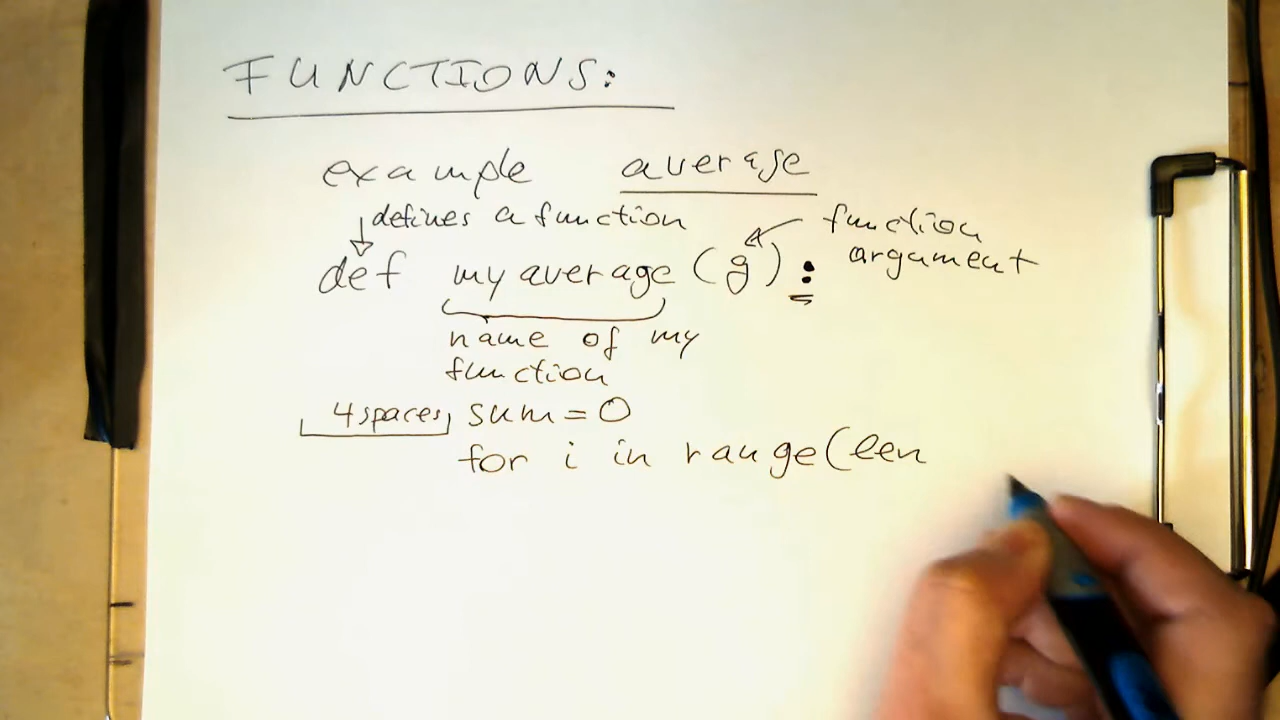 FUNCTIONS:
example average
defines a function
function
argument
def my average (g) :
name of my
function
4 spaces sum = 0
for i in range(len